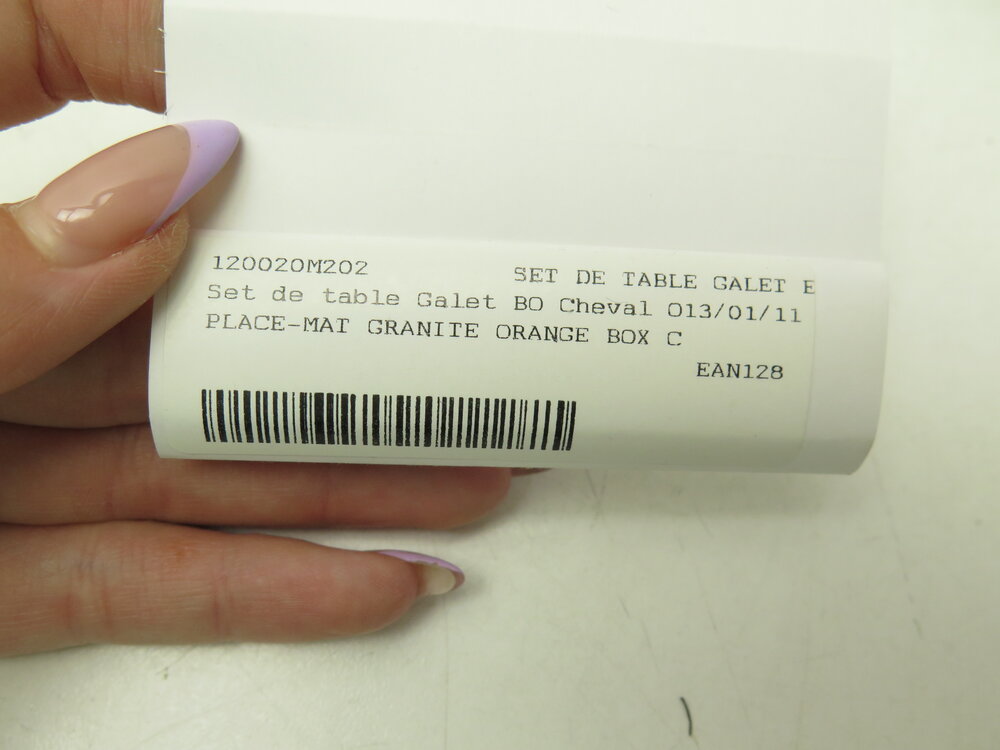 120020M202 SET DE TABLE GALET E
Set de table Galet BO Cheval O13/01/11
PLACE-MAT GRANITE ORANGE BOX C
EAN128